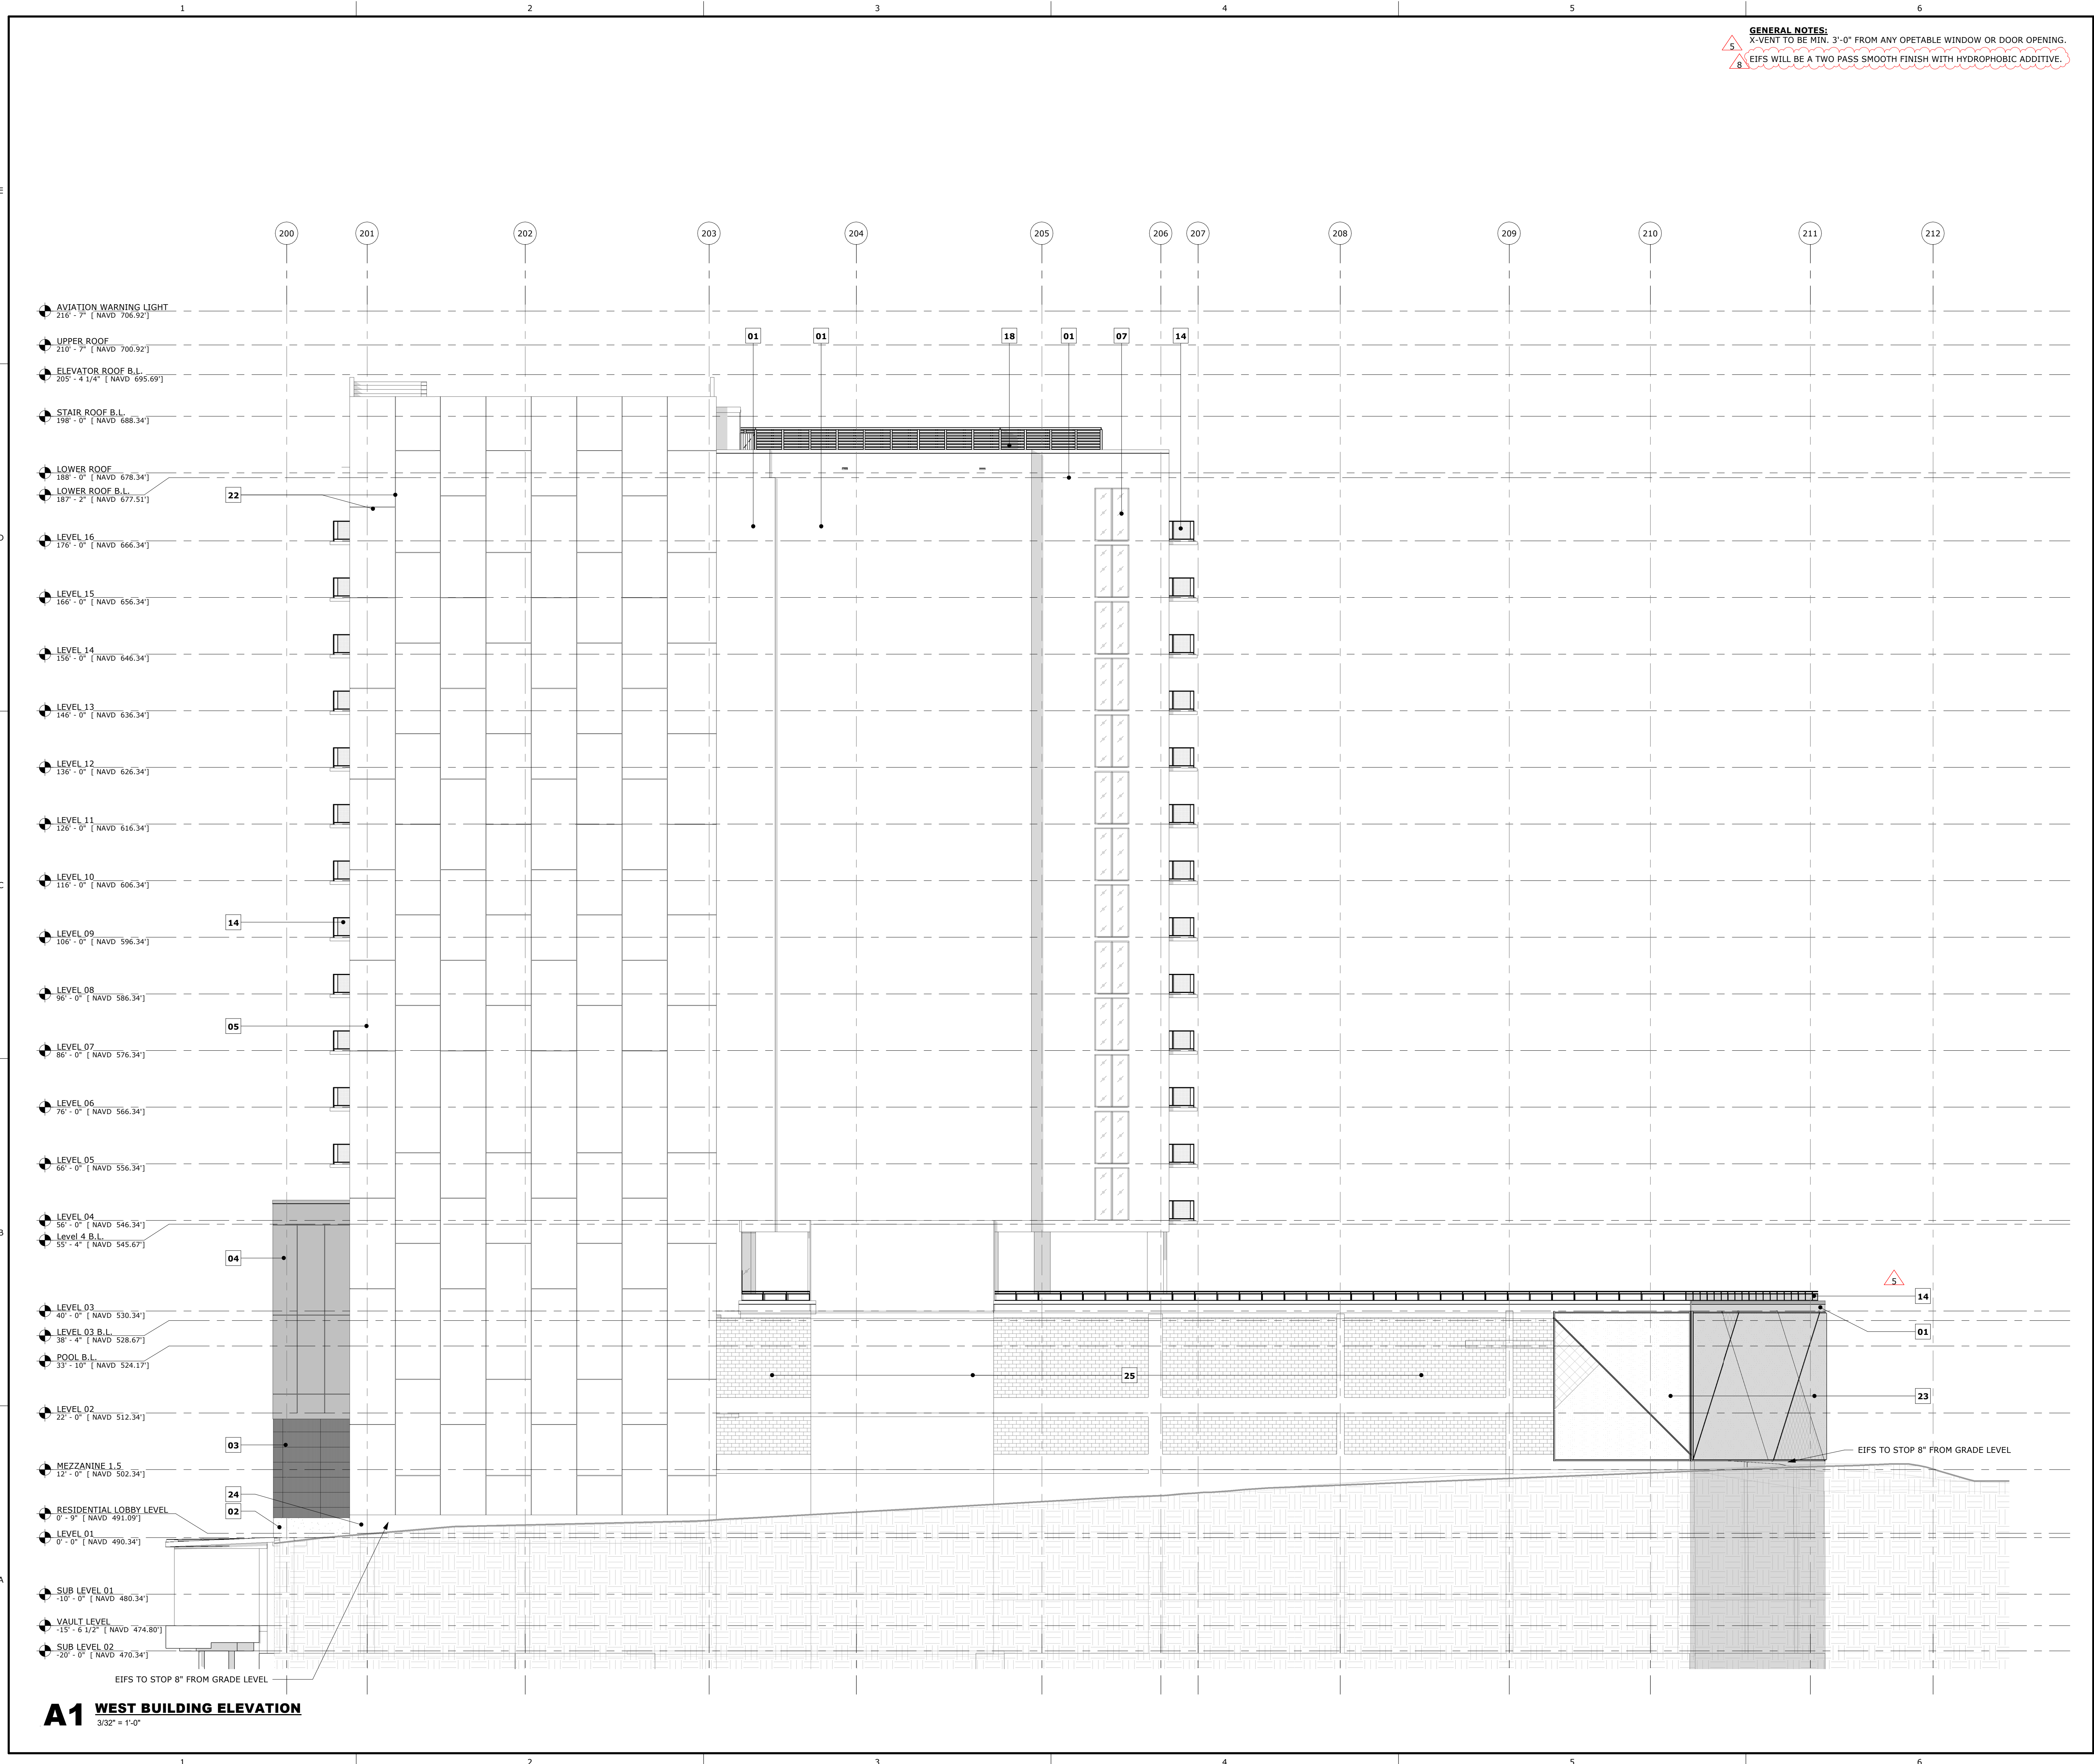 1 2 3 4 5 6
GENERAL NOTES:
5 X-VENT TO BE MIN. 3'-0" FROM ANY OPETABLE WINDOW OR DOOR OPENING.
8 EIFS WILL BE A TWO PASS SMOOTH FINISH WITH HYDROPHOBIC ADDITIVE.
E
200 201 202 203 204 205 206 207 208 209 210 211 212
AVIATION WARNING LIGHT
216' - 7" [ NAVD 706.92']
01 01 18 01 07 14
UPPER ROOF
210' - 7" [ NAVD 700.92']
ELEVATOR ROOF B.L.
205' - 4 1/4" [ NAVD 695.69']
STAIR ROOF B.L.
198' - 0" [ NAVD 688.34']
LOWER ROOF
188' - 0" [ NAVD 678.34']
LOWER ROOF B.L.
187' - 2" [ NAVD 677.51']
22
D
LEVEL 16
176' - 0" [ NAVD 666.34']
LEVEL 15
166' - 0" [ NAVD 656.34']
LEVEL 14
156' - 0" [ NAVD 646.34']
LEVEL 13
146' - 0" [ NAVD 636.34']
LEVEL 12
136' - 0" [ NAVD 626.34']
LEVEL 11
126' - 0" [ NAVD 616.34']
LEVEL 10
116' - 0" [ NAVD 606.34']
C
14
LEVEL 09
106' - 0" [ NAVD 596.34']
LEVEL 08
96' - 0" [ NAVD 586.34']
05
LEVEL 07
86' - 0" [ NAVD 576.34']
LEVEL 06
76' - 0" [ NAVD 566.34']
LEVEL 05
66' - 0" [ NAVD 556.34']
LEVEL 04
56' - 0" [ NAVD 546.34']
B
Level 4 B.L.
55' - 4" [ NAVD 545.67']
04
5
14
LEVEL 03
40' - 0" [ NAVD 530.34']
01
LEVEL 03 B.L.
38' - 4" [ NAVD 528.67']
POOL B.L.
33' - 10" [ NAVD 524.17']
25
23
LEVEL 02
22' - 0" [ NAVD 512.34']
03
EIFS TO STOP 8" FROM GRADE LEVEL
MEZZANINE 1.5
12' - 0" [ NAVD 502.34']
24
02
RESIDENTIAL LOBBY LEVEL
0' - 9" [ NAVD 491.09']
LEVEL 01
0' - 0" [ NAVD 490.34']
A
SUB LEVEL 01
-10' - 0" [ NAVD 480.34']
VAULT LEVEL
-15' - 6 1/2" [ NAVD 474.80']
SUB LEVEL 02
-20' - 0" [ NAVD 470.34']
EIFS TO STOP 8" FROM GRADE LEVEL
A1 WEST BUILDING ELEVATION
3/32" = 1'-0"
1 2 3 4 5 6